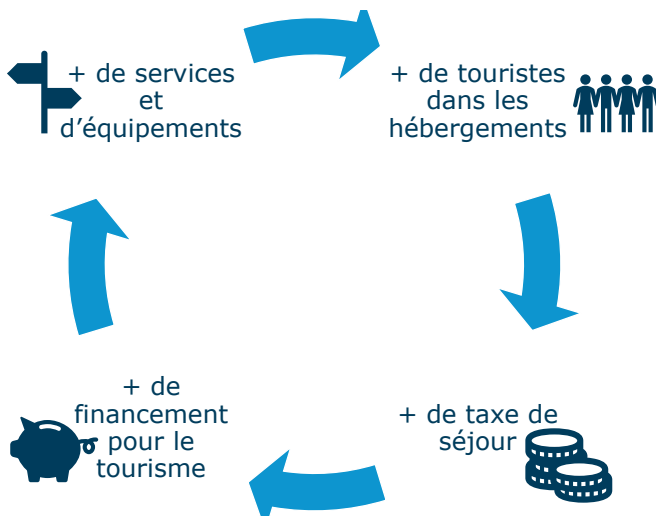 + de services
et
d’équipements
+ de touristes
dans les
hébergements
+ de taxe de
séjour
+ de
financement
pour le
tourisme